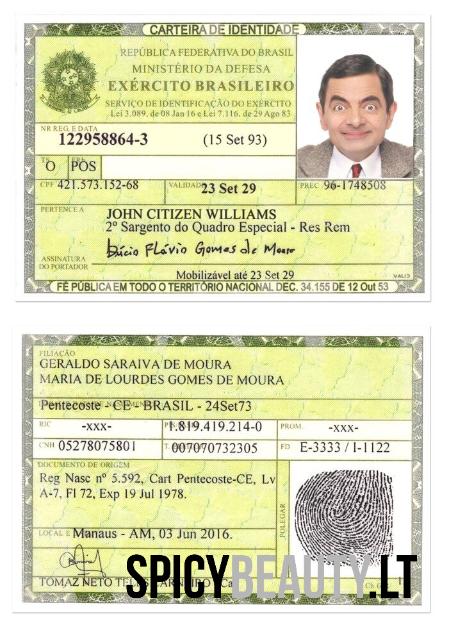 CARTEIRA DE IDENTIDADE
REPÚBLICA FEDERATIVA DO BRASIL
MINISTÉRIO DA DEFESA
EXÉRCITO BRASILEIRO
SERVIÇO DE IDENTIFICAÇÃO DO EXÉRCITO
Lei 3.089, de 08 Jan 16 e Lei 7.116, de 29 Ago 83
NR REG. E DATA
122958864-3 (15 Set 93)
O POS
CPF 421.573.152-68 VALIDADE 23 Set 29 PREC 96-1748508
PERTENCE A
JOHN CITIZEN WILLIAMS
2º Sargento do Quadro Especial - Res Rem
Lúcio Flávio Gomes de Moura
ASSINATURA
DO PORTADOR
Mobilizável até 23 Set 29
FÉ PÚBLICA EM TODO O TERRITÓRIO NACIONAL DEC. 34.155 DE 12 Out 53
FILIAÇÃO
GERALDO SARAIVA DE MOURA
MARIA DE LOURDES GOMES DE MOURA
Pentecoste - CE - BRASIL - 24Set73
RIC -xxx- 1.819.419.214-0 PROM. -xxx-
CNH 05278075801 007070732305 FD E-3333 / I-1122
DOCUMENTO DE ORIGEM
Reg Nasc nº 5.592, Cart Pentecoste-CE, Lv
A-7, Fl 72, Exp 19 Jul 1978.
POLEGAR
LOCAL E Manaus - AM, 03 Jun 2016.
TOMAZ NETO TELES
SPICYBEAUTY.LT